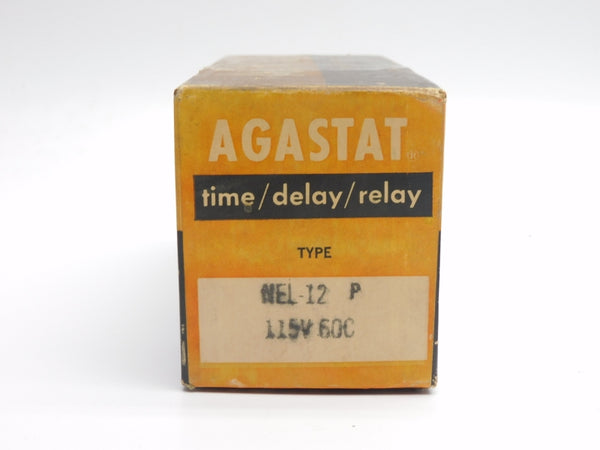 AGASTAT
time/delay/relay
TYPE
NEL-12 P
115V 60C